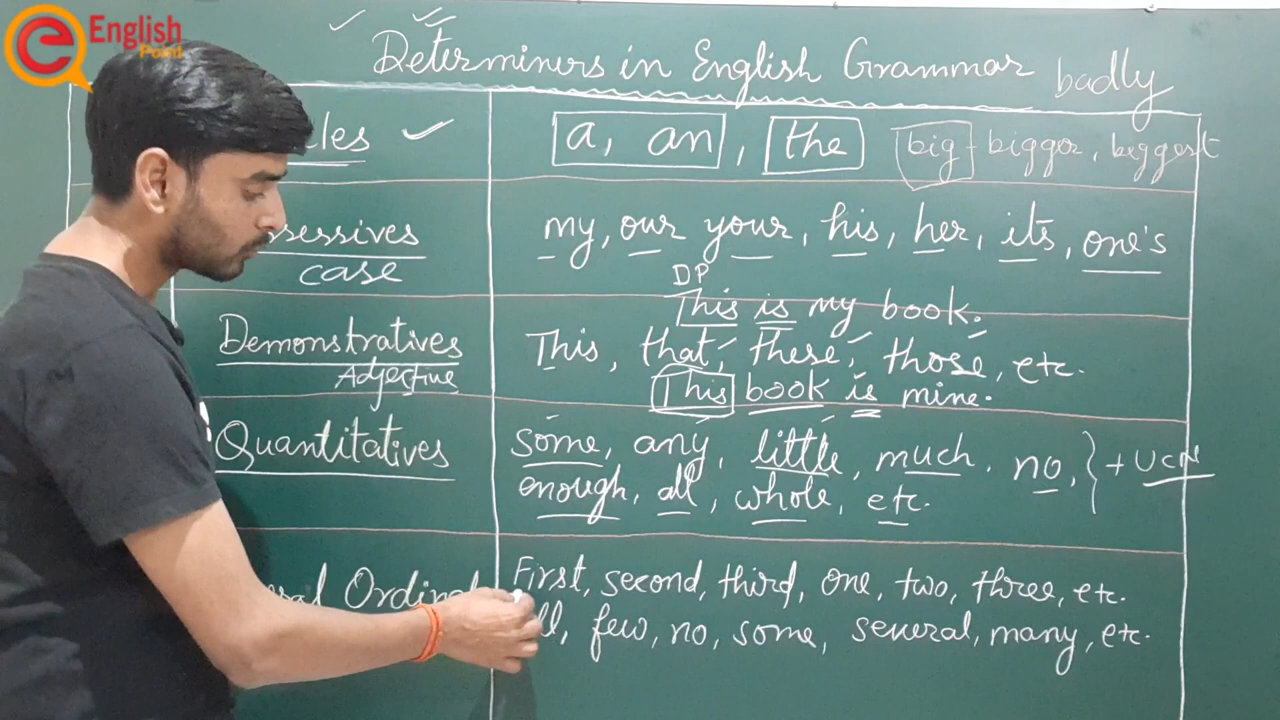 English
Point
Determiners in English Grammar badly
a, an, the big - bigger, biggest
my, our your, his, her, its, one's
case
DP
This is my book.
Demonstratives This, that, these, those, etc.
Adjective
This book is mine.
Quantitatives some, any, little, much, no, } + UCN
enough, all, whole, etc.
First, second, third, one, two, three, etc.
few, no, some, several, many, etc.